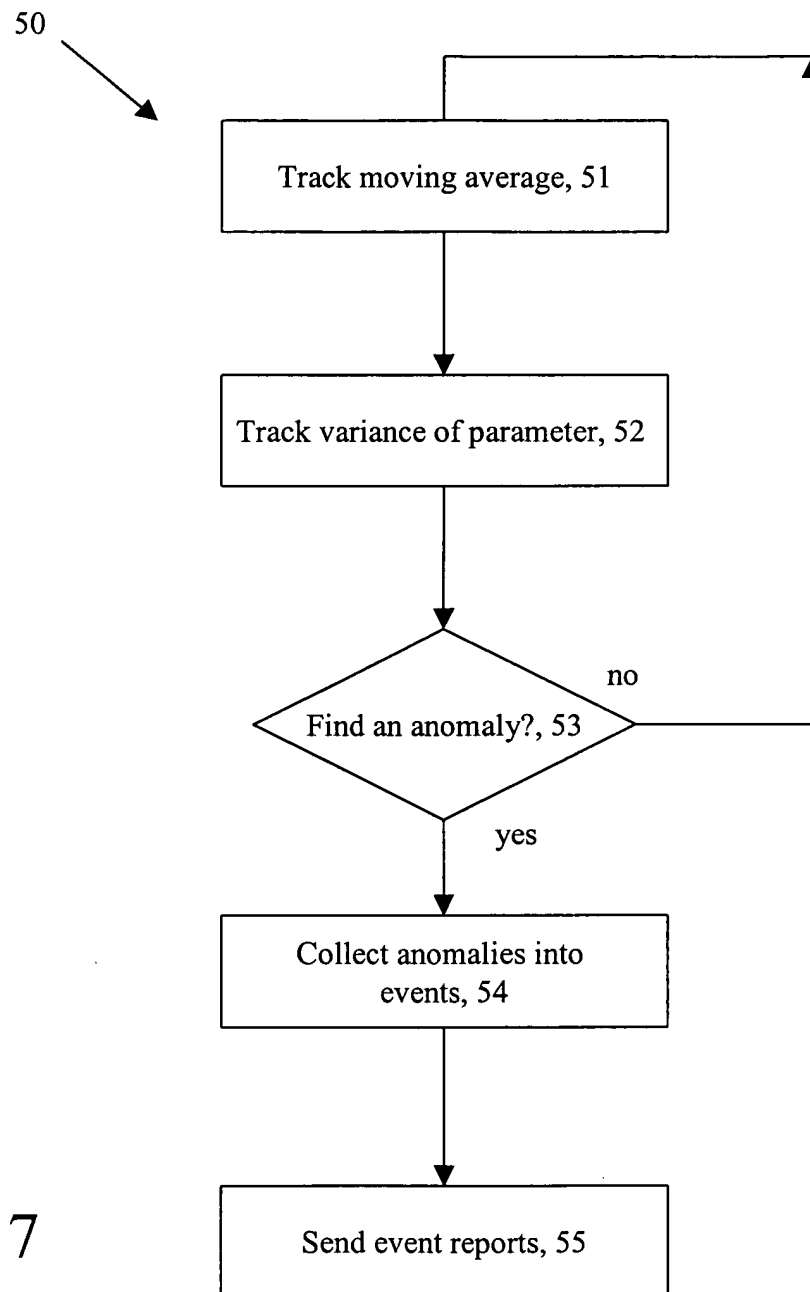 50
Track moving average, 51
Track variance of parameter, 52
no
Find an anomaly?, 53
yes
Collect anomalies into
events, 54
7
Send event reports, 55